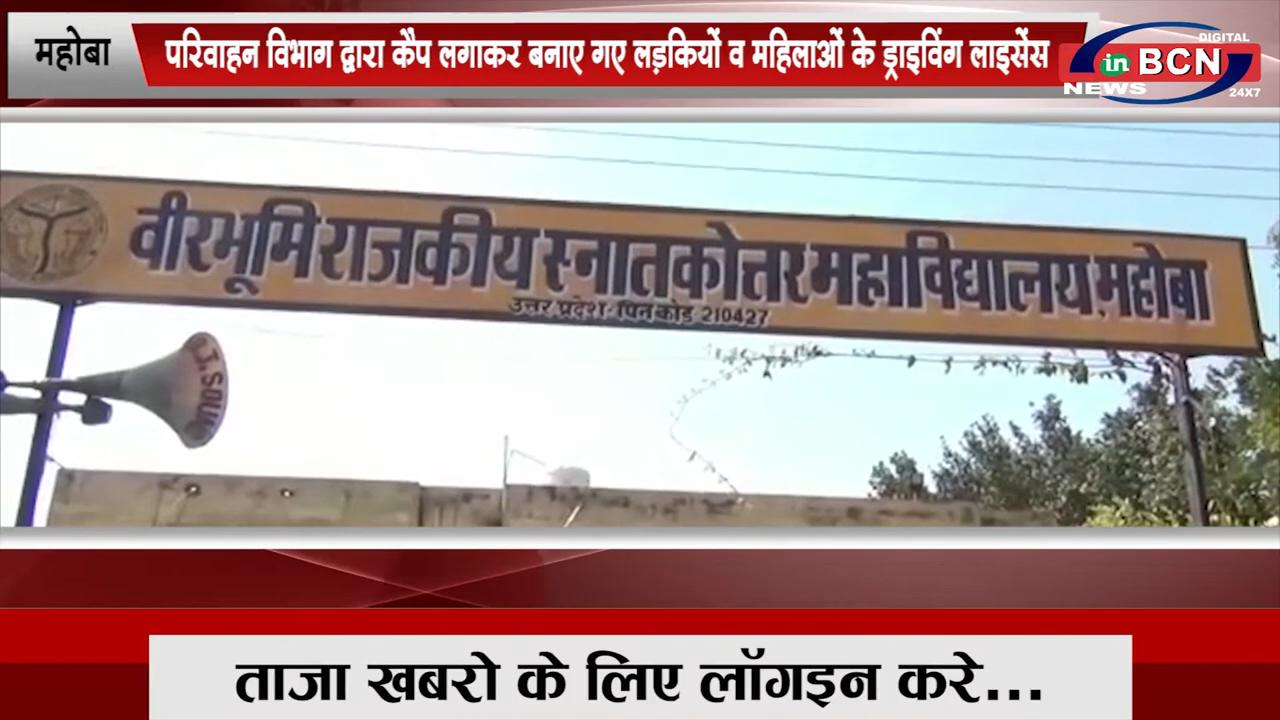 महोबा
परिवाहन विभाग द्वारा कैप लगाकर बनाए गए लड़कियों व महिलाओं के ड्राइविंग लाइसेंस
DIGITAL
in BCN
NEWS
24X7
वीरभूमि राजकीय स्नातकोत्तर महाविद्यालय, महोबा
उत्तर प्रदेश-पिन कोड 210427
ताजा खबरो के लिए लॉगइन करे...